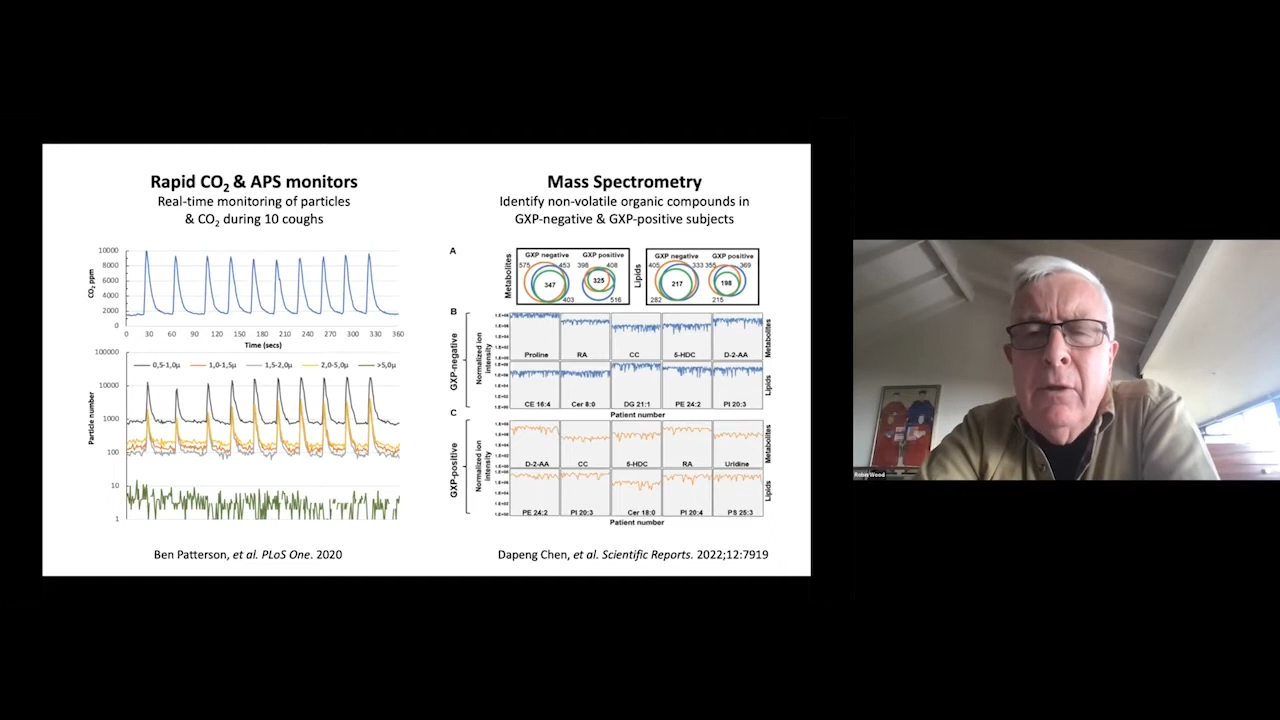 Rapid CO2 & APS monitors
Real-time monitoring of particles
& CO2 during 10 coughs
10000
8000
6000
4000
2000
0
CO2 ppm
0 30 60 90 120 150 180 210 240 270 300 330 360
Time (secs)
100000
10000
1000
100
10
1
Particle number
0,5-1,0μ 1,0-1,5μ 1,5-2,0μ 2,0-5,0μ >5,0μ
Ben Patterson, et al. PLoS One. 2020
Mass Spectrometry
Identify non-volatile organic compounds in
GXP-negative & GXP-positive subjects
A
Metabolites
GXP negative GXP positive
575 453 398 408
347 325
403 516
Lipids
GXP negative GXP positive
405 333 355 369
217 198
282 215
B
GXP-negative
Normalized ion
intensity
Proline RA CC 5-HDC D-2-AA
Metabolites
CE 16:4 Cer 8:0 DG 21:1 PE 24:2 PI 20:3
Lipids
Patient number
C
GXP-positive
Normalized ion
intensity
D-2-AA CC 5-HDC RA Uridine
Metabolites
PE 24:2 PI 20:3 Cer 18:0 PI 20:4 PS 25:3
Lipids
Patient number
Dapeng Chen, et al. Scientific Reports. 2022;12:7919
Robin Wood